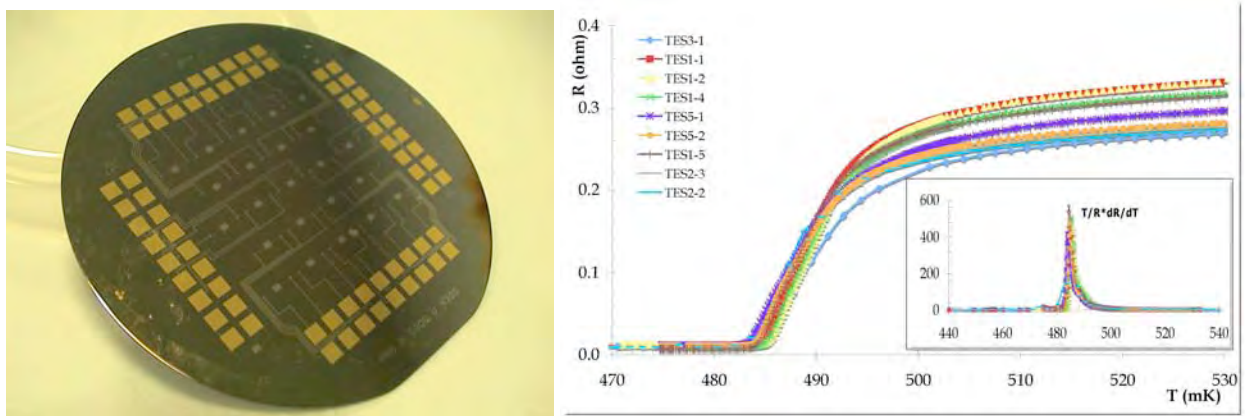 R (ohm)
0.4
0.3
0.2
0.1
0.0
TES3-1
TES1-1
TES1-2
TES1-4
TES5-1
TES5-2
TES1-5
TES2-3
TES2-2
T/R*dR/dT
600
400
200
0
440 460 480 500 520 540
470 480 490 500 510 520 530
T (mK)